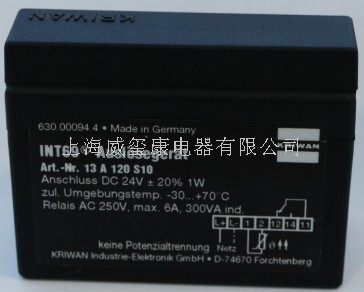 KRIWAN
630.00094.4 • Made in Germany
INT69® Auslösegerät
KRIWAN
Art.-Nr. 13 A 120 S10
Anschluss DC 24V ± 20% 1W
zul. Umgebungstemp. -30...+70°C
Relais AC 250V, max. 6A, 300VA ind.
L+ L- 1 2 12 14 11
Netz
keine Potenzialtrennung
KRIWAN Industrie-Elektronik GmbH • D-74670 Forchtenberg
上海威玺康电器有限公司